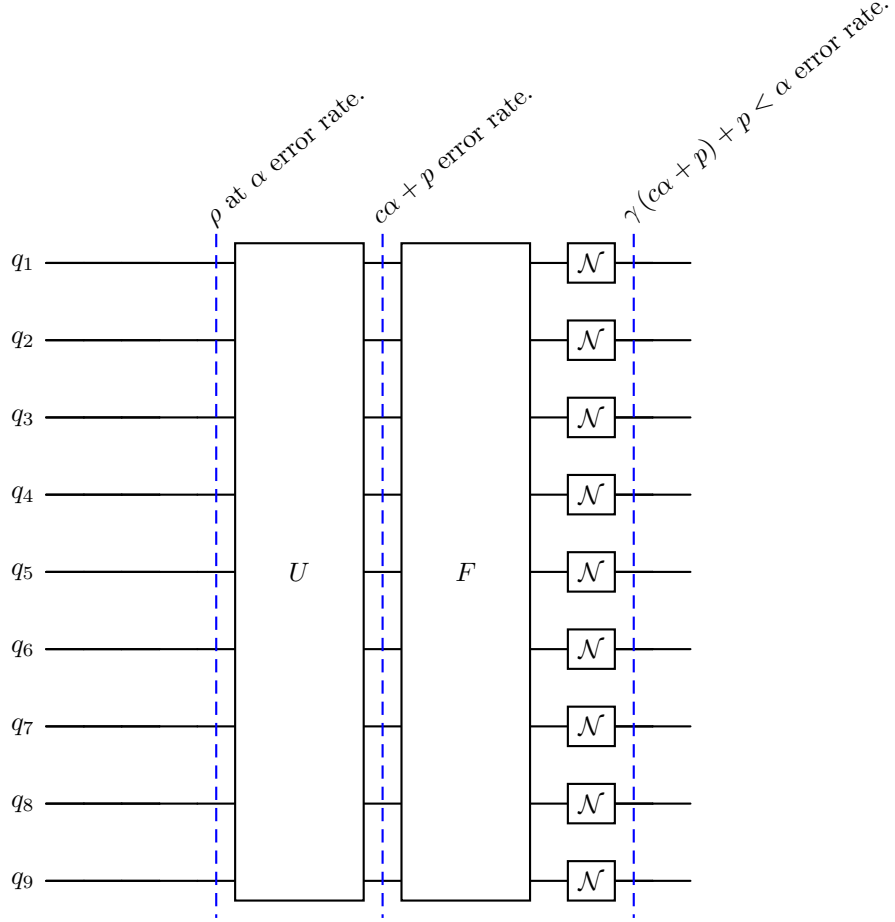 ρ at α error rate.
cα + p error rate.
γ (cα + p) + p < α error rate.
q₁ 𝒩
q₂ 𝒩
q₃ 𝒩
q₄ 𝒩
q₅ U F 𝒩
q₆ 𝒩
q₇ 𝒩
q₈ 𝒩
q₉ 𝒩